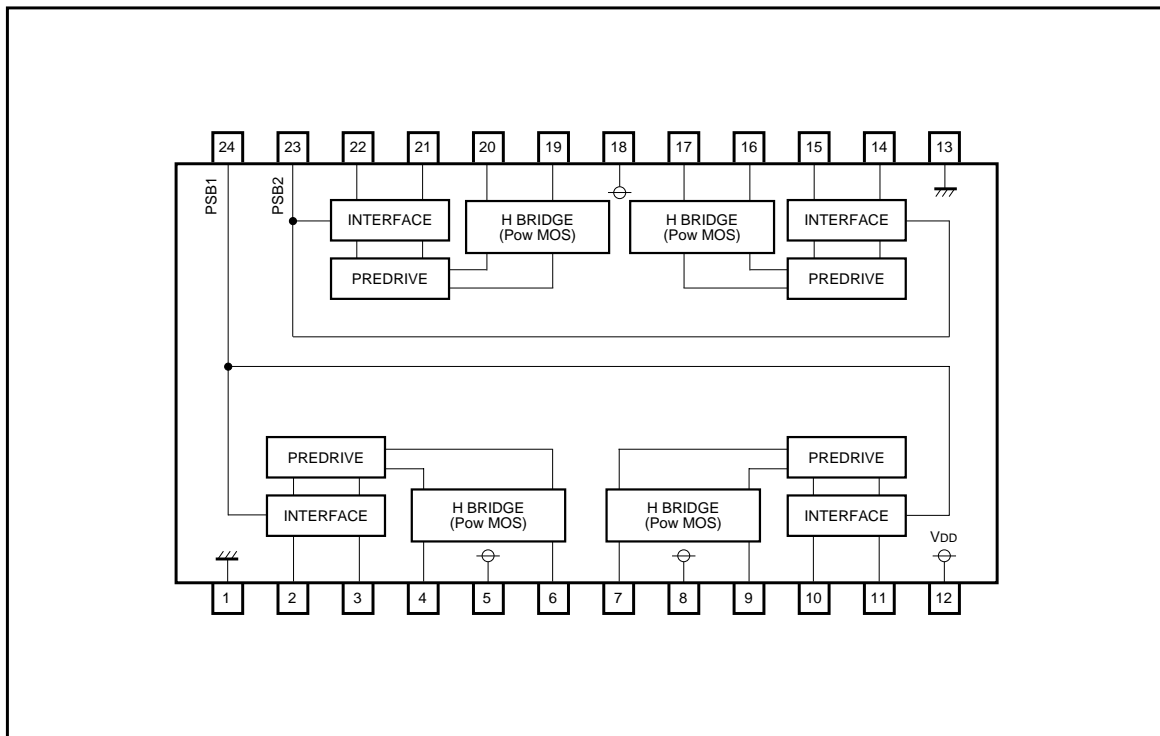 24 23 22 21 20 19 18 17 16 15 14 13
PSB1
PSB2
INTERFACE
H BRIDGE
(Pow MOS)
H BRIDGE
(Pow MOS)
INTERFACE
PREDRIVE
PREDRIVE
PREDRIVE
PREDRIVE
INTERFACE
H BRIDGE
(Pow MOS)
H BRIDGE
(Pow MOS)
INTERFACE
VDD
1 2 3 4 5 6 7 8 9 10 11 12